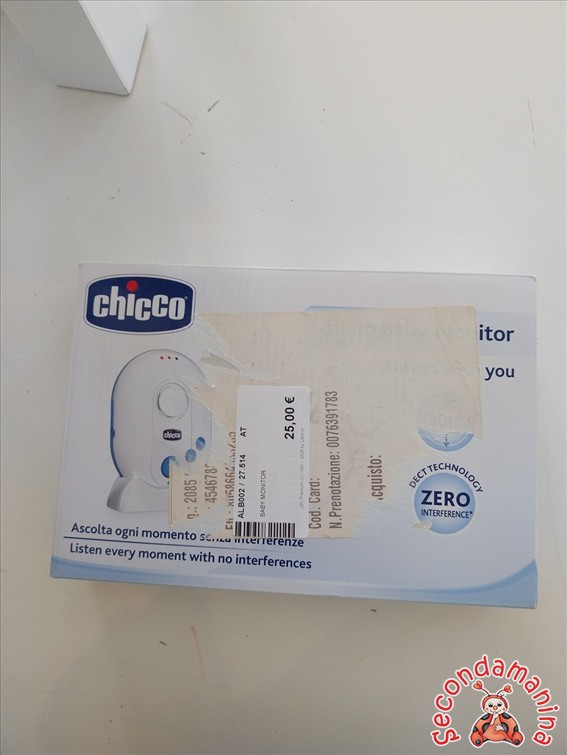 chicco
itor
you
chicco
DECT TECHNOLOGY
ZERO
INTERFERENCE*
ALB002 / 27.514 AT
BABY MONITOR
25,00 €
Cod. Card:
N.Prenotazione: 0076391783
cquisto:
Ascolta ogni momento senza interferenze
Listen every moment with no interferences
Secondamanina